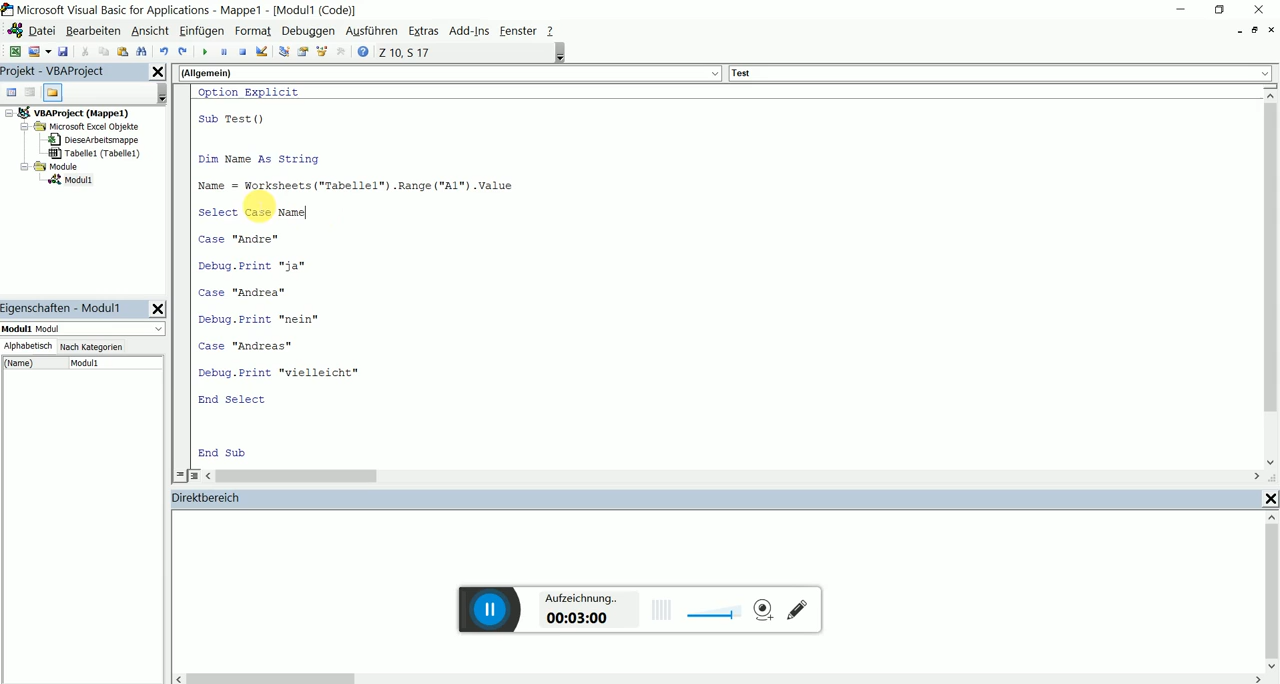 Microsoft Visual Basic for Applications - Mappe1 - [Modul1 (Code)]
Datei Bearbeiten Ansicht Einfügen Format Debuggen Ausführen Extras Add-Ins Fenster ?
Z 10, S 17
Projekt - VBAProject
(Allgemein)
Test
VBAProject (Mappe1)
Microsoft Excel Objekte
DieseArbeitsmappe
Tabelle1 (Tabelle1)
Module
Modul1
Option Explicit
Sub Test()
Dim Name As String
Name = Worksheets("Tabelle1").Range("A1").Value
Select Case Name
Case "Andre"
Debug.Print "ja"
Case "Andrea"
Debug.Print "nein"
Case "Andreas"
Debug.Print "vielleicht"
End Select
End Sub
Eigenschaften - Modul1
Modul1 Modul
Alphabetisch Nach Kategorien
(Name) Modul1
Direktbereich
Aufzeichnung..
00:03:00